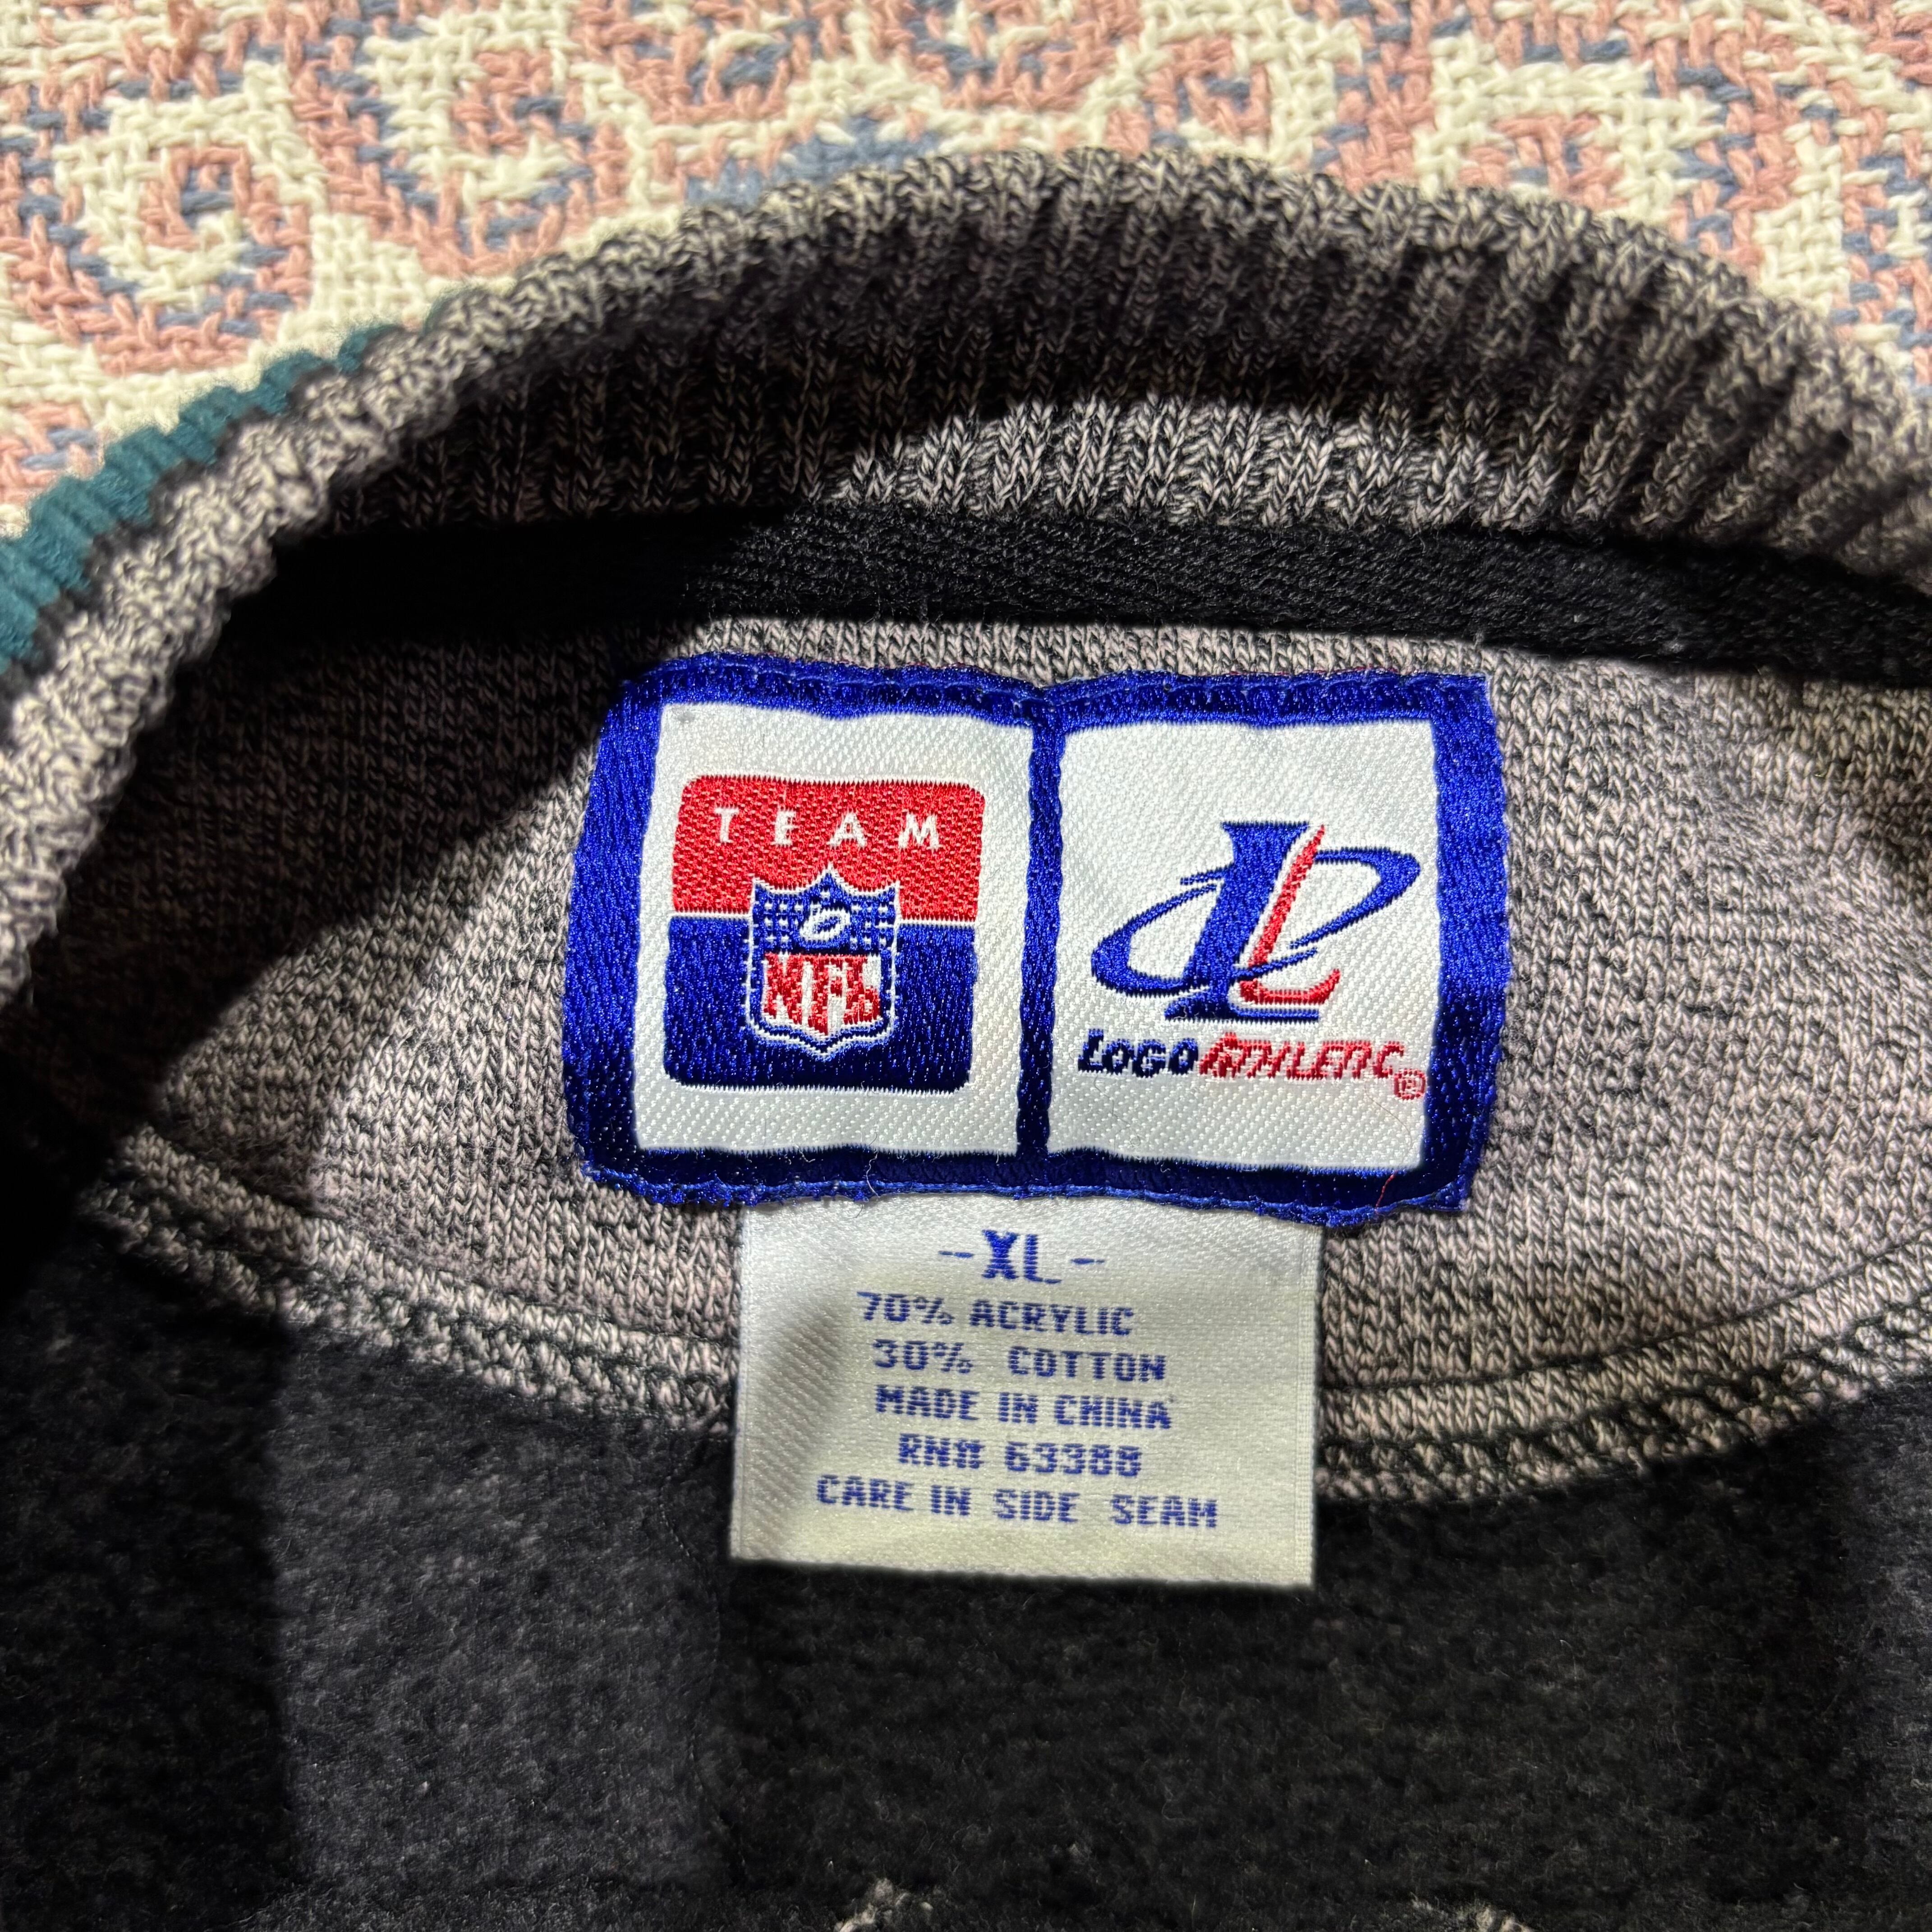 TEAM
NFL
LOGO ATHLETIC ®
-XL-
70% ACRYLIC
30% COTTON
MADE IN CHINA
RN# 63388
CARE IN SIDE SEAM